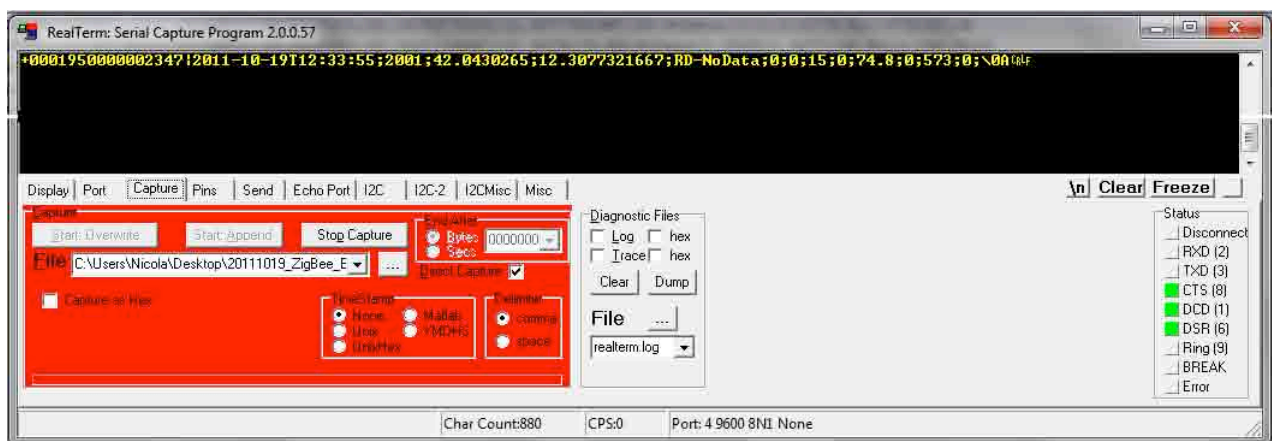 RealTerm: Serial Capture Program 2.0.0.57
+0001950000002347|2011-10-19T12:33:55;2001;42.0430265;12.3077321667;RD-NoData;0;0;15;0;74.8;0;573;0;\0A CRLF
Display Port Capture Pins Send Echo Port I2C I2C-2 I2CMisc Misc \n Clear Freeze
Capture
Start: Overwrite Start: Append Stop Capture
End After
Bytes
Secs
0000000
File C:\Users\Nicola\Desktop\20111019_ZigBee_E ...
Direct Capture
Capture as Hex
TimeStamp
None Matlab
Unix YMDHS
UnixHex
Delimiter
comma
space
Diagnostic Files
Log hex
Trace hex
Clear Dump
File ...
realterm.log
Status
Disconnect
RXD (2)
TXD (3)
CTS (8)
DCD (1)
DSR (6)
Ring (9)
BREAK
Error
Char Count:880 CPS:0 Port: 4 9600 8N1 None